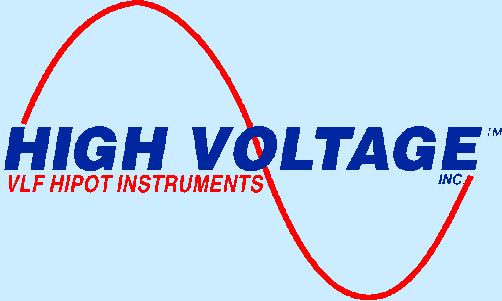 HIGH VOLTAGE™
VLF HIPOT INSTRUMENTS
INC.